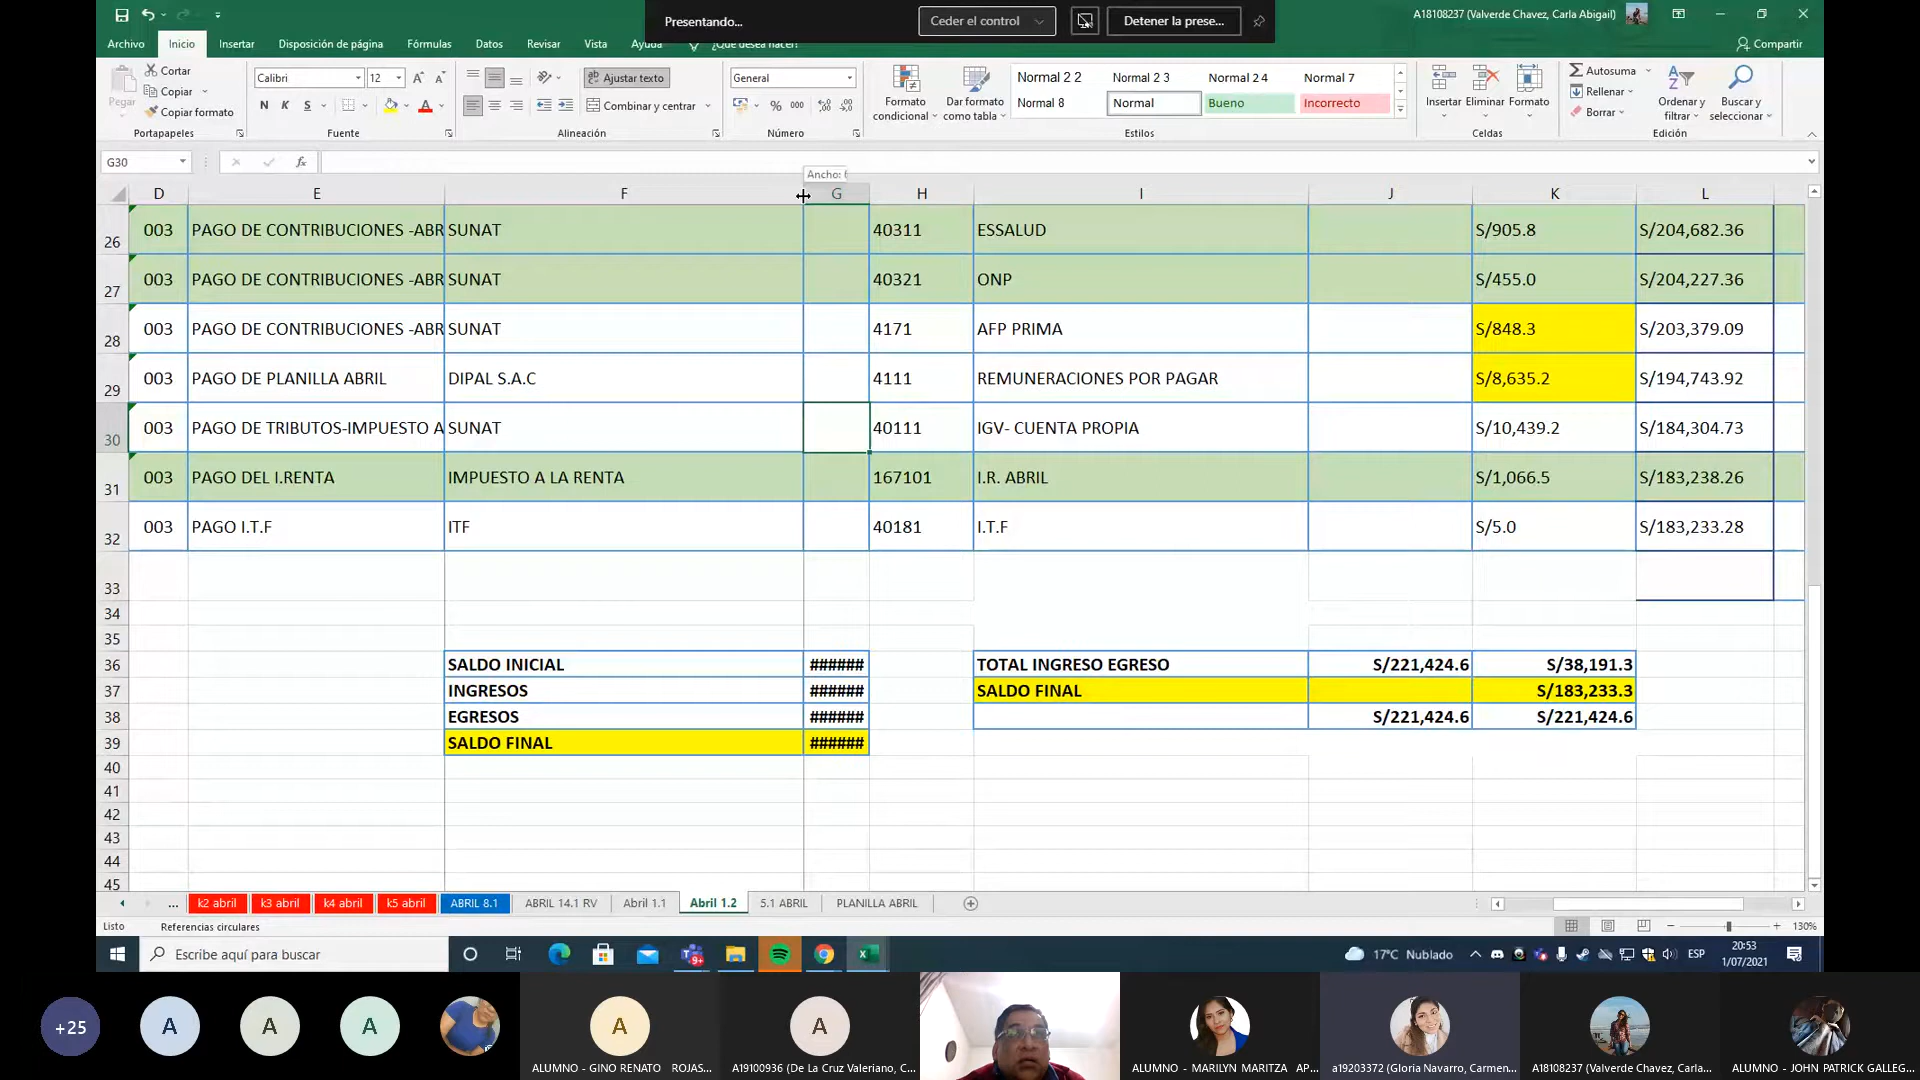 Presentando...
Ceder el control
Detener la prese...
A18108237 (Valverde Chavez, Carla Abigail)
Archivo Inicio Insertar Disposición de página Fórmulas Datos Revisar Vista Ayuda ¿Qué desea hacer?
Compartir
Pegar
Cortar
Copiar
Copiar formato
Portapapeles
Calibri 12
N K S
Fuente
Ajustar texto
Combinar y centrar
Alineación
General
% 000
Número
Formato condicional
Dar formato como tabla
Normal 2 2 Normal 2 3 Normal 2 4 Normal 7
Normal 8 Normal Bueno Incorrecto
Estilos
Insertar Eliminar Formato
Celdas
Autosuma
Rellenar
Borrar
Ordenar y filtrar
Buscar y seleccionar
Edición
G30
fx
Ancho:
D E F G H I J K L
26 003 PAGO DE CONTRIBUCIONES -ABR SUNAT 40311 ESSALUD S/905.8 S/204,682.36
27 003 PAGO DE CONTRIBUCIONES -ABR SUNAT 40321 ONP S/455.0 S/204,227.36
28 003 PAGO DE CONTRIBUCIONES -ABR SUNAT 4171 AFP PRIMA S/848.3 S/203,379.09
29 003 PAGO DE PLANILLA ABRIL DIPAL S.A.C 4111 REMUNERACIONES POR PAGAR S/8,635.2 S/194,743.92
30 003 PAGO DE TRIBUTOS-IMPUESTO A SUNAT 40111 IGV- CUENTA PROPIA S/10,439.2 S/184,304.73
31 003 PAGO DEL I.RENTA IMPUESTO A LA RENTA 167101 I.R. ABRIL S/1,066.5 S/183,238.26
32 003 PAGO I.T.F ITF 40181 I.T.F S/5.0 S/183,233.28
33
34
35
36 SALDO INICIAL ###### TOTAL INGRESO EGRESO S/221,424.6 S/38,191.3
37 INGRESOS ###### SALDO FINAL S/183,233.3
38 EGRESOS ###### S/221,424.6 S/221,424.6
39 SALDO FINAL ######
40
41
42
43
44
45
... k2 abril k3 abril k4 abril k5 abril ABRIL 8.1 ABRIL 14.1 RV Abril 1.1 Abril 1.2 5.1 ABRIL PLANILLA ABRIL
Listo Referencias circulares
130%
Escribe aquí para buscar
9+
17°C Nublado
ESP
20:53
1/07/2021
+25
A
A
A
A
A
ALUMNO - GINO RENATO ROJAS...
A19100936 (De La Cruz Valeriano, C...
ALUMNO - MARILYN MARITZA AP...
a19203372 (Gloria Navarro, Carmen...
A18108237 (Valverde Chavez, Carla...
ALUMNO - JOHN PATRICK GALLEG...